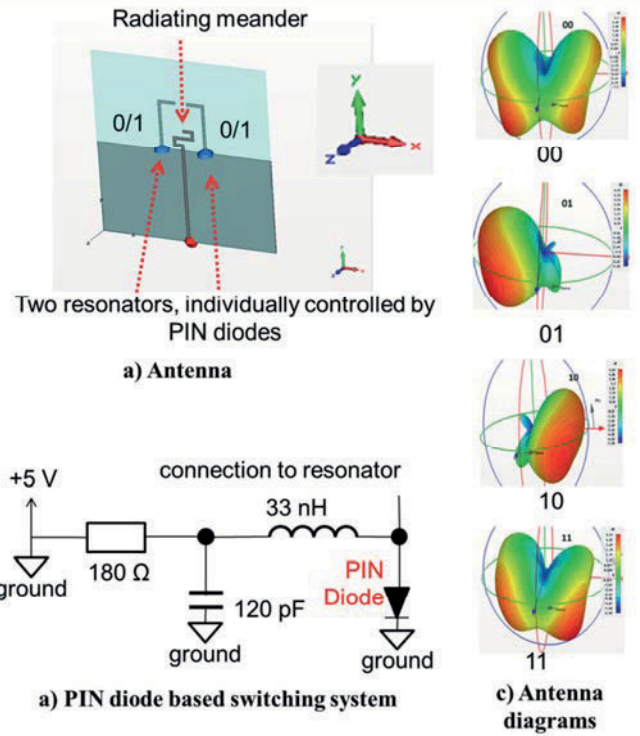 Radiating meander
0/1
0/1
Y
X
Z
Two resonators, individually controlled by
PIN diodes
a) Antenna
connection to resonator
+5 V
33 nH
180 Ω
ground
PIN
Diode
120 pF
ground
ground
a) PIN diode based switching system
00
00
01
01
10
10
11
11
c) Antenna
diagrams